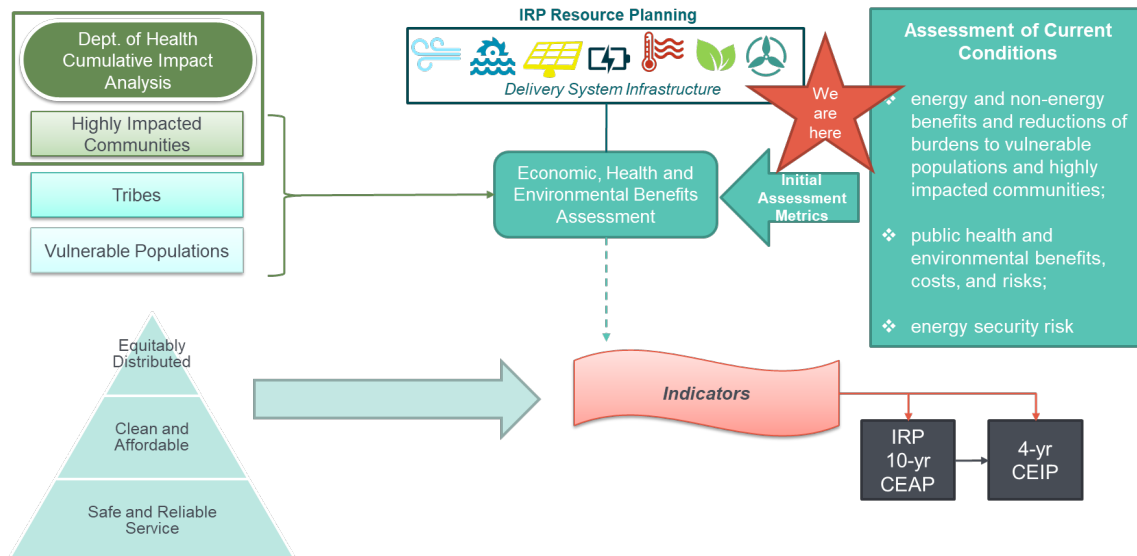 IRP Resource Planning
Delivery System Infrastructure
Dept. of Health
Cumulative Impact
Analysis
Highly Impacted
Communities
Tribes
Vulnerable Populations
Economic, Health and
Environmental Benefits
Assessment
We
are
here
Initial
Assessment
Metrics
Assessment of Current
Conditions
energy and non-energy
benefits and reductions of
burdens to vulnerable
populations and highly
impacted communities;
public health and
environmental benefits,
costs, and risks;
energy security risk
Equitably
Distributed
Clean and
Affordable
Safe and Reliable
Service
Indicators
IRP
10-yr
CEAP
4-yr
CEIP